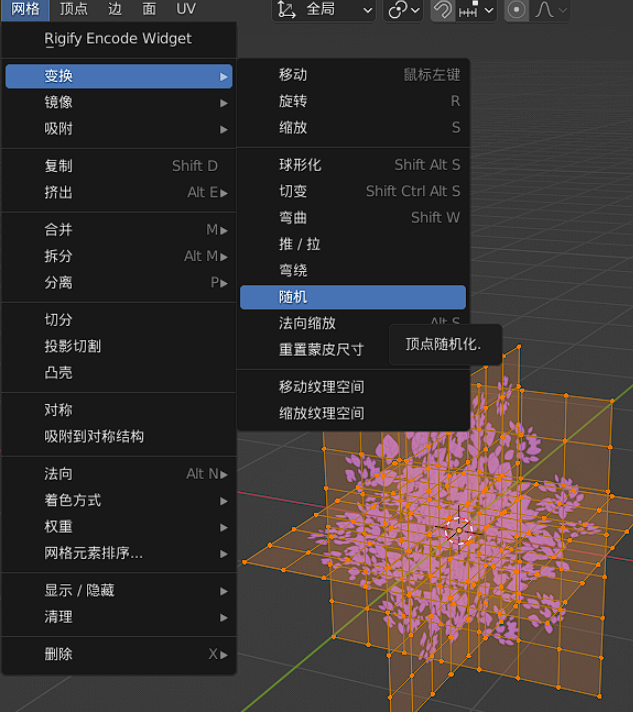 网格 顶点 边 面 UV 全局
Rigify Encode Widget
变换
镜像
吸附
复制 Shift D
挤出 Alt E
合并 M
拆分 Alt M
分离 P
切分
投影切割
凸壳
对称
吸附到对称结构
法向 Alt N
着色方式
权重
网格元素排序...
显示 / 隐藏
清理
删除 X
移动 鼠标左键
旋转 R
缩放 S
球形化 Shift Alt S
切变 Shift Ctrl Alt S
弯曲 Shift W
推 / 拉
弯绕
随机
法向缩放 Alt S
重置蒙皮尺寸
顶点随机化.
移动纹理空间
缩放纹理空间